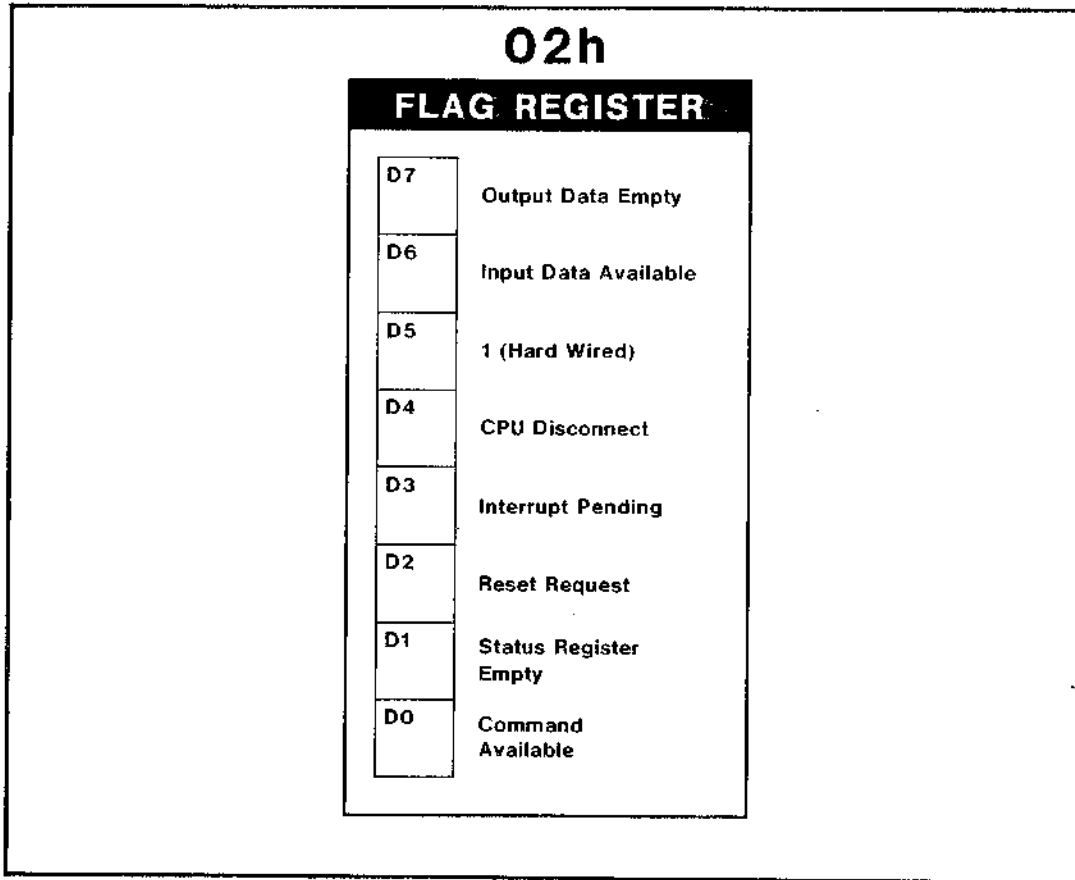 02h
FLAG REGISTER
D7
Output Data Empty
D6
Input Data Available
D5
1 (Hard Wired)
D4
CPU Disconnect
D3
Interrupt Pending
D2
Reset Request
D1
Status Register
Empty
D0
Command
Available